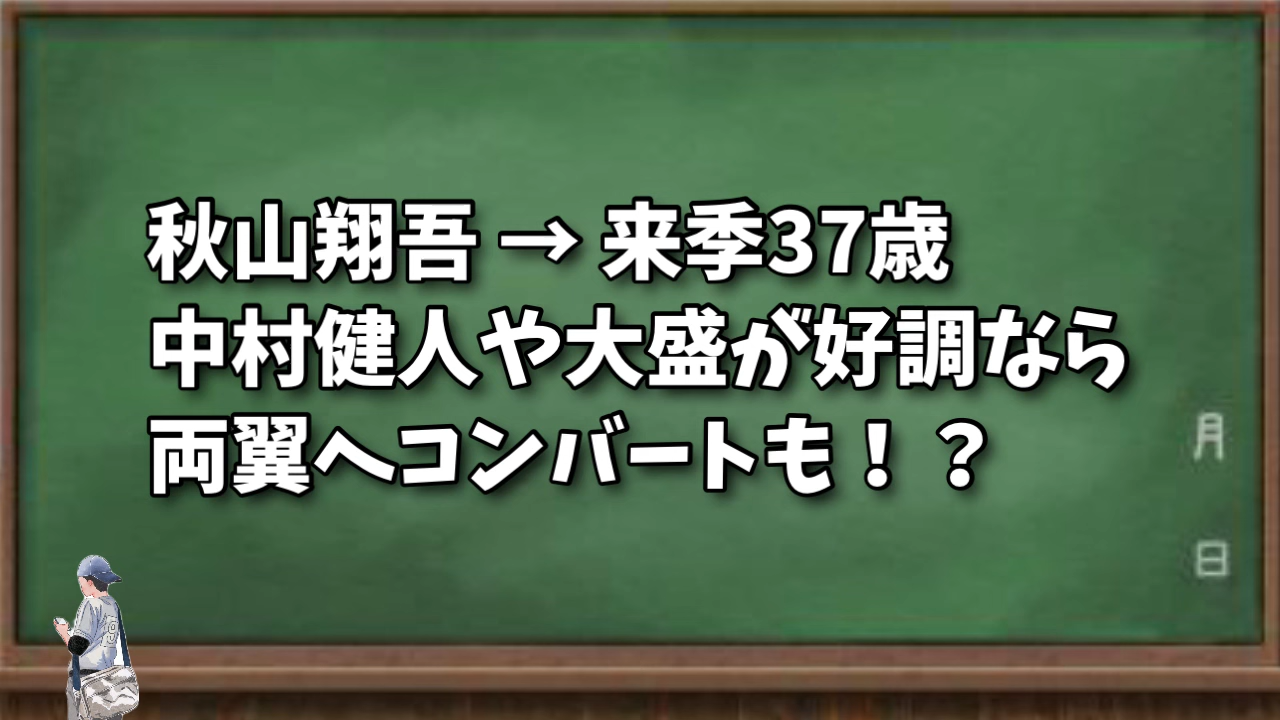 秋山翔吾 → 来季37歳
中村健人や大盛が好調なら
両翼へコンバートも！？
月
日